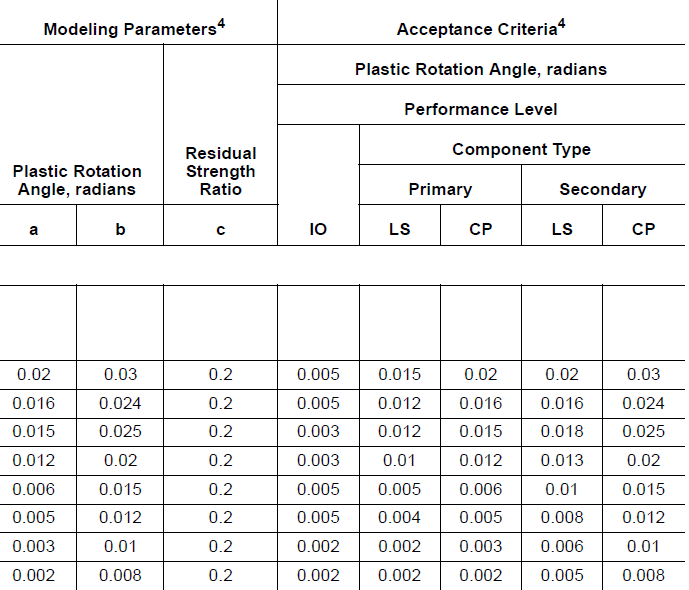 Modeling Parameters4 Acceptance Criteria4
Plastic Rotation Angle, radians
Performance Level
Component Type
Plastic Rotation
Angle, radians
Residual
Strength
Ratio
Primary Secondary
a b c IO LS CP LS CP
0.02 0.03 0.2 0.005 0.015 0.02 0.02 0.03
0.016 0.024 0.2 0.005 0.012 0.016 0.016 0.024
0.015 0.025 0.2 0.003 0.012 0.015 0.018 0.025
0.012 0.02 0.2 0.003 0.01 0.012 0.013 0.02
0.006 0.015 0.2 0.005 0.005 0.006 0.01 0.015
0.005 0.012 0.2 0.005 0.004 0.005 0.008 0.012
0.003 0.01 0.2 0.002 0.002 0.003 0.006 0.01
0.002 0.008 0.2 0.002 0.002 0.002 0.005 0.008